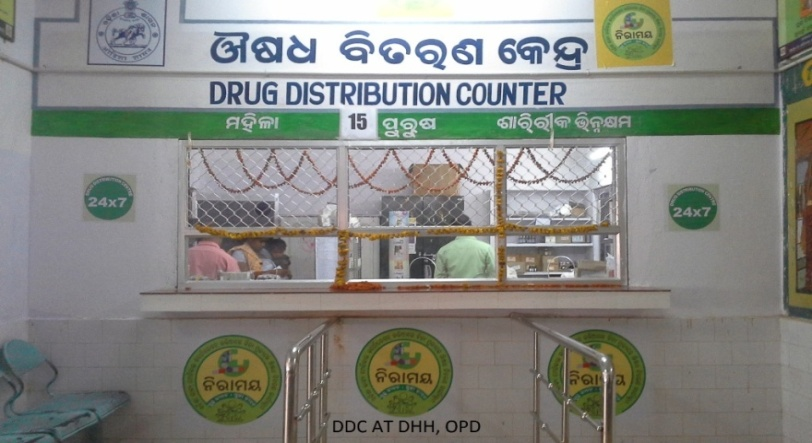 ଔଷଧ ବିତରଣ କେନ୍ଦ୍ର
ନିରାମୟ
DRUG DISTRIBUTION COUNTER
ମହିଳା 15 ପୁରୁଷ ଶାରିରୀକ ଭିନ୍ନକ୍ଷମ
24x7
24x7
ନିରାମୟ
ନିରାମୟ
ନିରାମୟ
DDC AT DHH, OPD